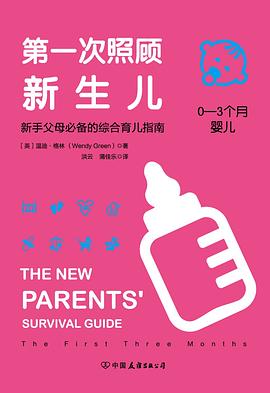 第一次照顾
新生儿
0—3个月
婴儿
新手父母必备的综合育儿指南
[英]温迪·格林（Wendy Green）著
洪云 蒲佳乐◎译
THE NEW
PARENTS'
SURVIVAL GUIDE
The First Three Months
中国友谊出版公司